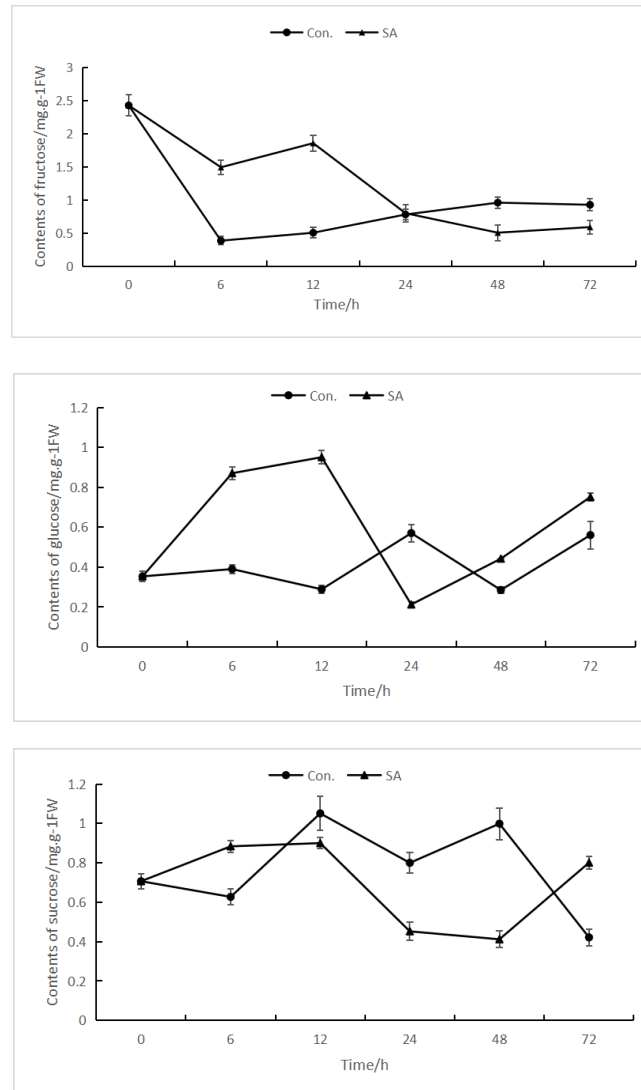 Con. SA
Contents of fructose/mg.g-1FW
3
2.5
2
1.5
1
0.5
0
0 6 12 24 48 72
Time/h
Con. SA
Contents of glucose/mg.g-1FW
1.2
1
0.8
0.6
0.4
0.2
0
0 6 12 24 48 72
Time/h
Con. SA
Contents of sucrose/mg.g-1FW
1.2
1
0.8
0.6
0.4
0.2
0
0 6 12 24 48 72
Time/h